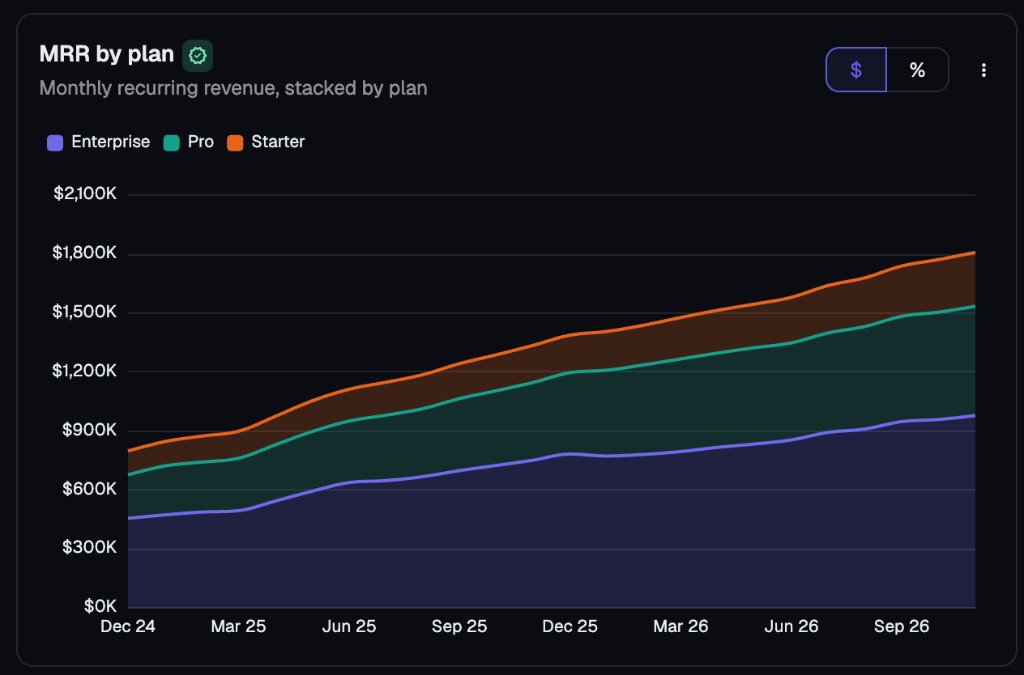 MRR by plan
Monthly recurring revenue, stacked by plan
$ %
Enterprise Pro Starter
$2,100K
$1,800K
$1,500K
$1,200K
$900K
$600K
$300K
$0K
Dec 24 Mar 25 Jun 25 Sep 25 Dec 25 Mar 26 Jun 26 Sep 26